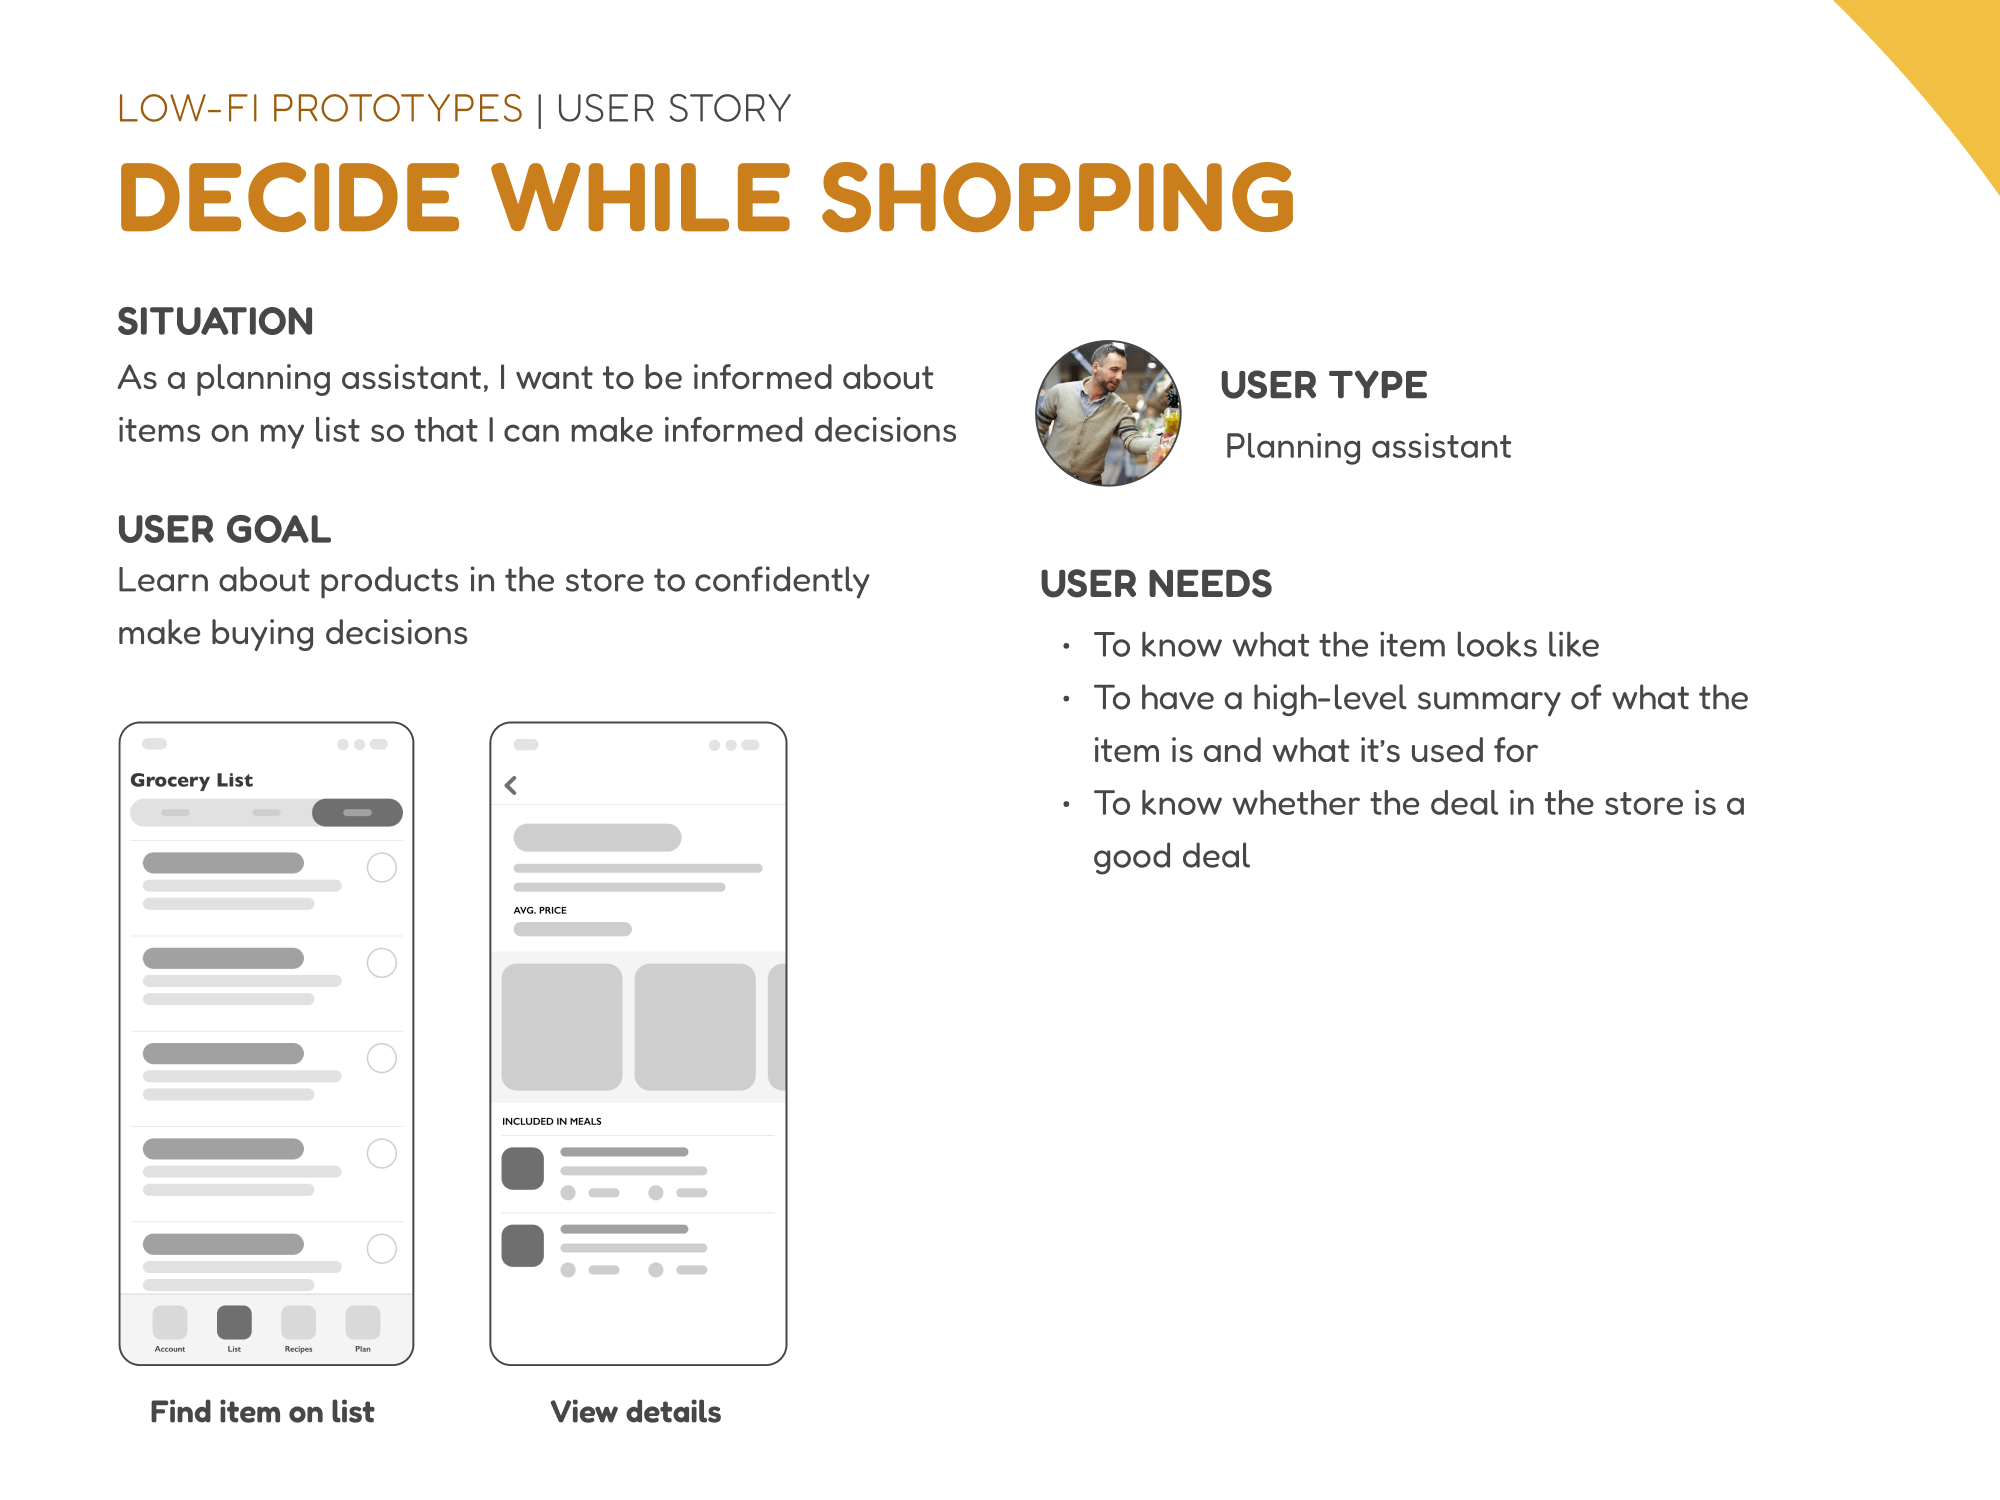 LOW-FI PROTOTYPES | USER STORY
DECIDE WHILE SHOPPING
SITUATION
As a planning assistant, I want to be informed about
items on my list so that I can make informed decisions
USER GOAL
Learn about products in the store to confidently
make buying decisions
USER TYPE
Planning assistant
USER NEEDS
• To know what the item looks like
• To have a high-level summary of what the
item is and what it’s used for
• To know whether the deal in the store is a
good deal
Grocery List
Account List Recipes Plan
Find item on list
AVG. PRICE
INCLUDED IN MEALS
View details